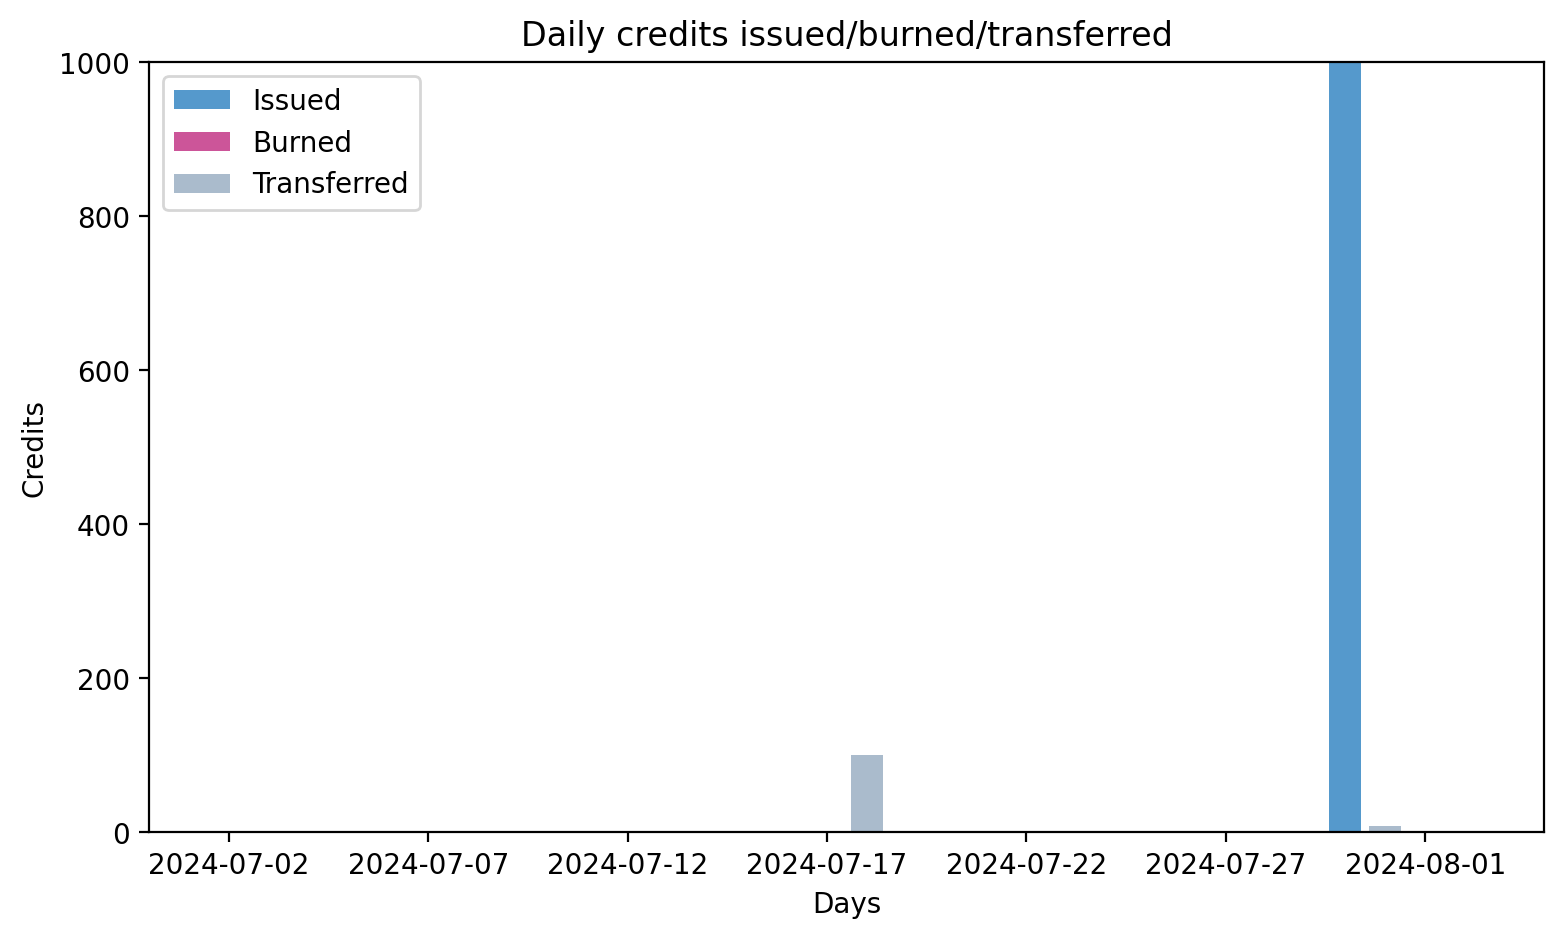 Daily credits issued/burned/transferred
1000
800
600
400
200
0
Credits
Issued
Burned
Transferred
2024-07-02 2024-07-07 2024-07-12 2024-07-17 2024-07-22 2024-07-27 2024-08-01
Days